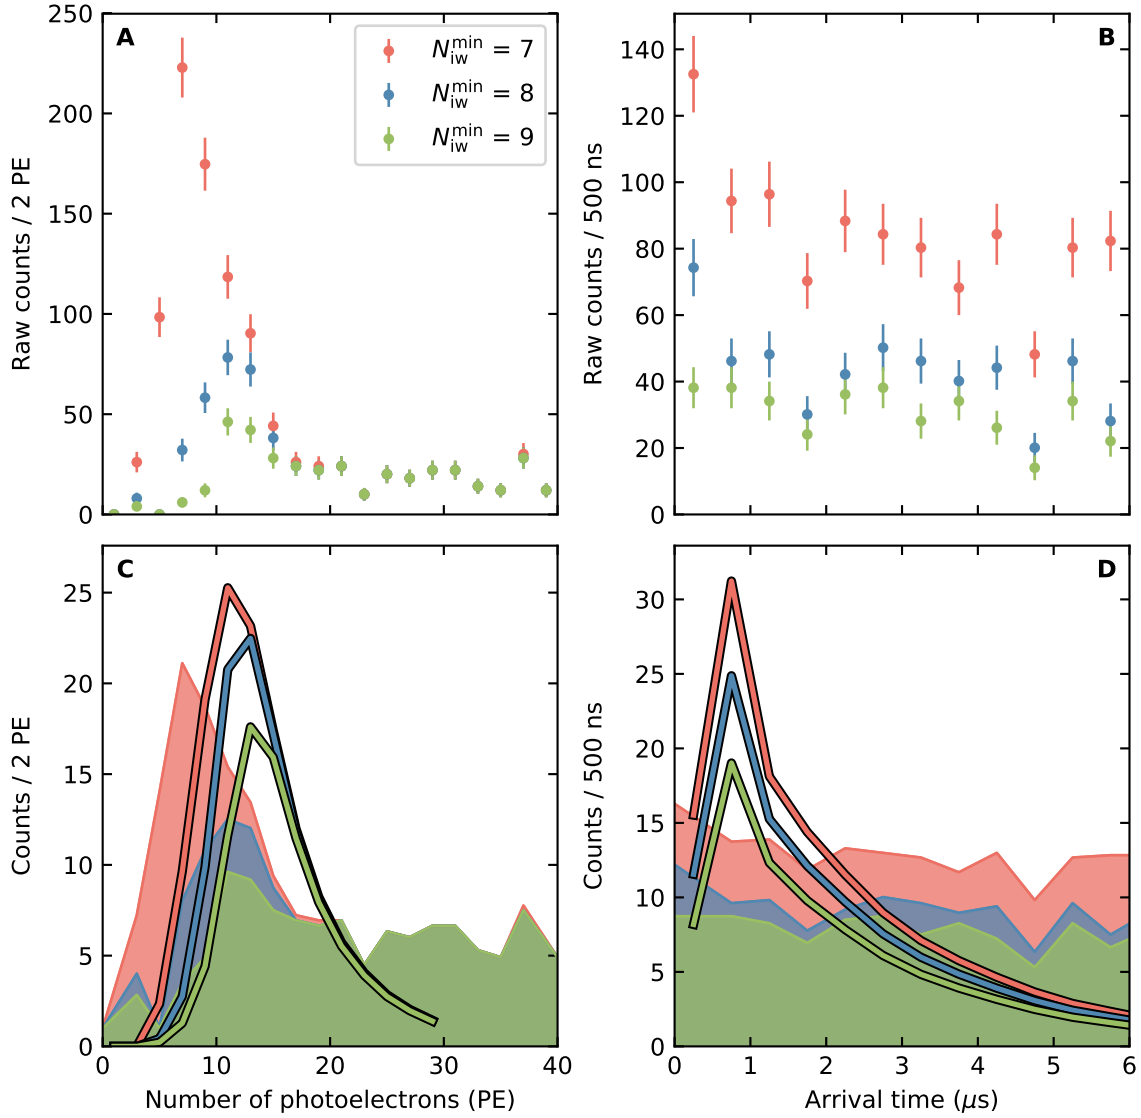 A
N_iw^min = 7
N_iw^min = 8
N_iw^min = 9
Raw counts / 2 PE
250
200
150
100
50
0
B
Raw counts / 500 ns
140
120
100
80
60
40
20
0
C
Counts / 2 PE
25
20
15
10
5
0
0 10 20 30 40
Number of photoelectrons (PE)
D
Counts / 500 ns
30
25
20
15
10
5
0
0 1 2 3 4 5 6
Arrival time (μs)